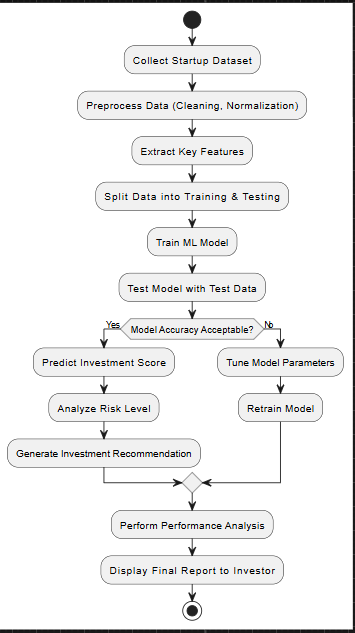 Collect Startup Dataset
Preprocess Data (Cleaning, Normalization)
Extract Key Features
Split Data into Training & Testing
Train ML Model
Test Model with Test Data
Yes
Model Accuracy Acceptable?
No
Predict Investment Score
Tune Model Parameters
Analyze Risk Level
Retrain Model
Generate Investment Recommendation
Perform Performance Analysis
Display Final Report to Investor